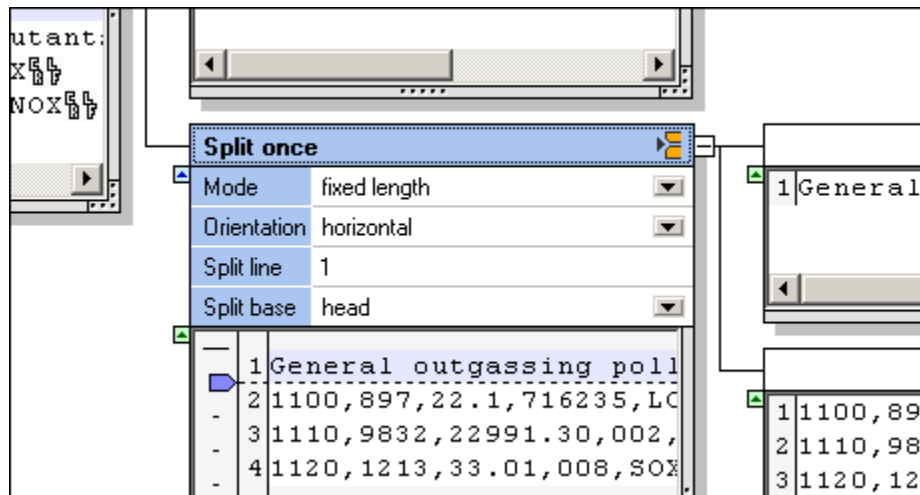 utant
X␍␊
NOX␍␊
Split once
Mode fixed length
Orientation horizontal
Split line 1
Split base head
1 General outgassing poll
2 1100,897,22.1,716235,LO
3 1110,9832,22991.30,002,
4 1120,1213,33.01,008,SOX
1 General
1 1100,89
2 1110,98
3 1120,12